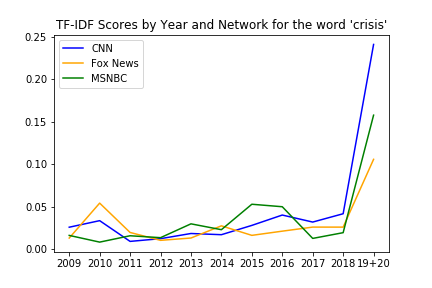 TF-IDF Scores by Year and Network for the word 'crisis'
0.25
0.20
0.15
0.10
0.05
0.00
CNN
Fox News
MSNBC
2009 2010 2011 2012 2013 2014 2015 2016 2017 2018 19+20